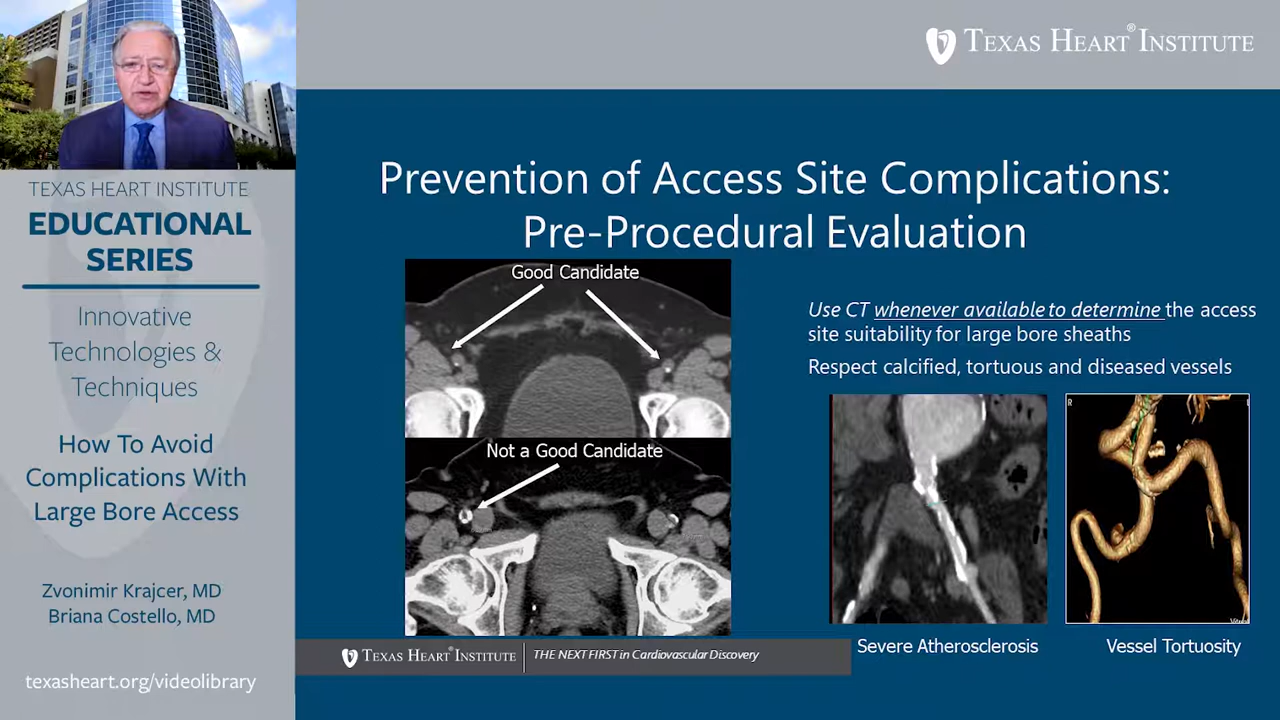 TEXAS HEART INSTITUTE
EDUCATIONAL
SERIES
Innovative
Technologies &
Techniques
How To Avoid
Complications With
Large Bore Access
Zvonimir Krajcer, MD
Briana Costello, MD
texasheart.org/videolibrary
TEXAS HEART® INSTITUTE
Prevention of Access Site Complications:
Pre-Procedural Evaluation
Good Candidate
Not a Good Candidate
Use CT whenever available to determine the access
site suitability for large bore sheaths
Respect calcified, tortuous and diseased vessels
R
L
Severe Atherosclerosis
Vessel Tortuosity
TEXAS HEART® INSTITUTE
THE NEXT FIRST in Cardiovascular Discovery